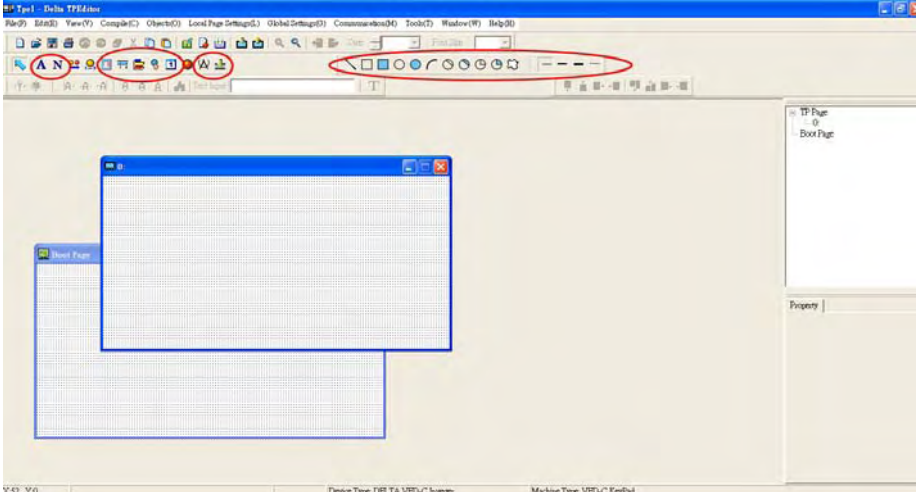 Tpe1 - Delta TPEditor
File(F) Edit(E) View(V) Compile(C) Objects(O) Local Page Settings(L) Global Settings(G) Communication(M) Tools(T) Window(W) Help(H)
A N
W
A A A A A A A
T
TP Page
0:
Boot Page
0:
Boot Page
Property
Device Type: DELTA VFD-C
Machine Type: VFD-C KeyPad